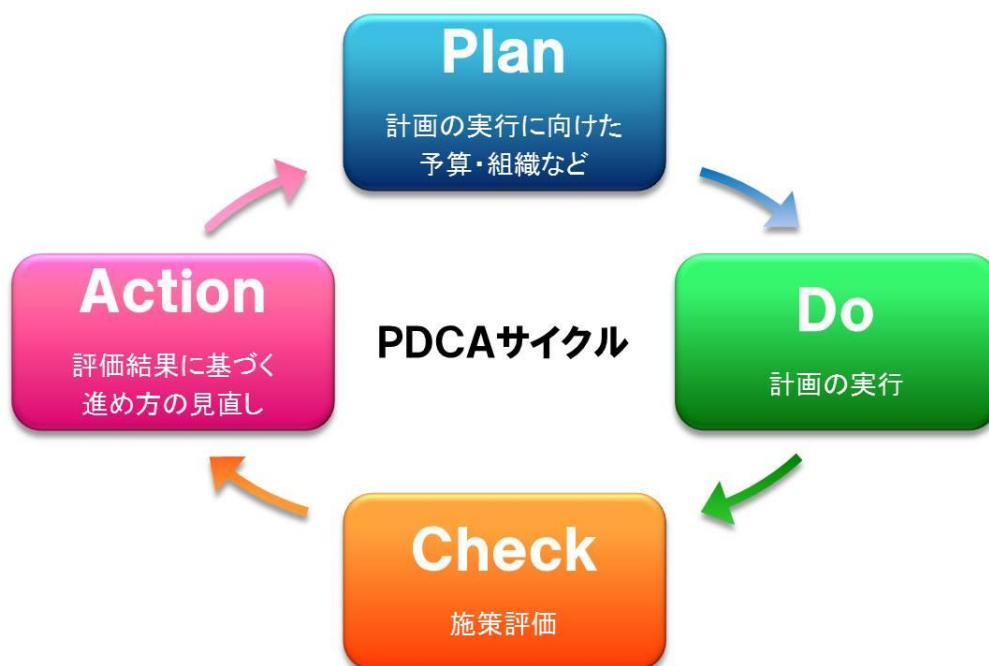 Plan
計画の実行に向けた
予算・組織など
Action
評価結果に基づく
進め方の見直し
PDCAサイクル
Do
計画の実行
Check
施策評価